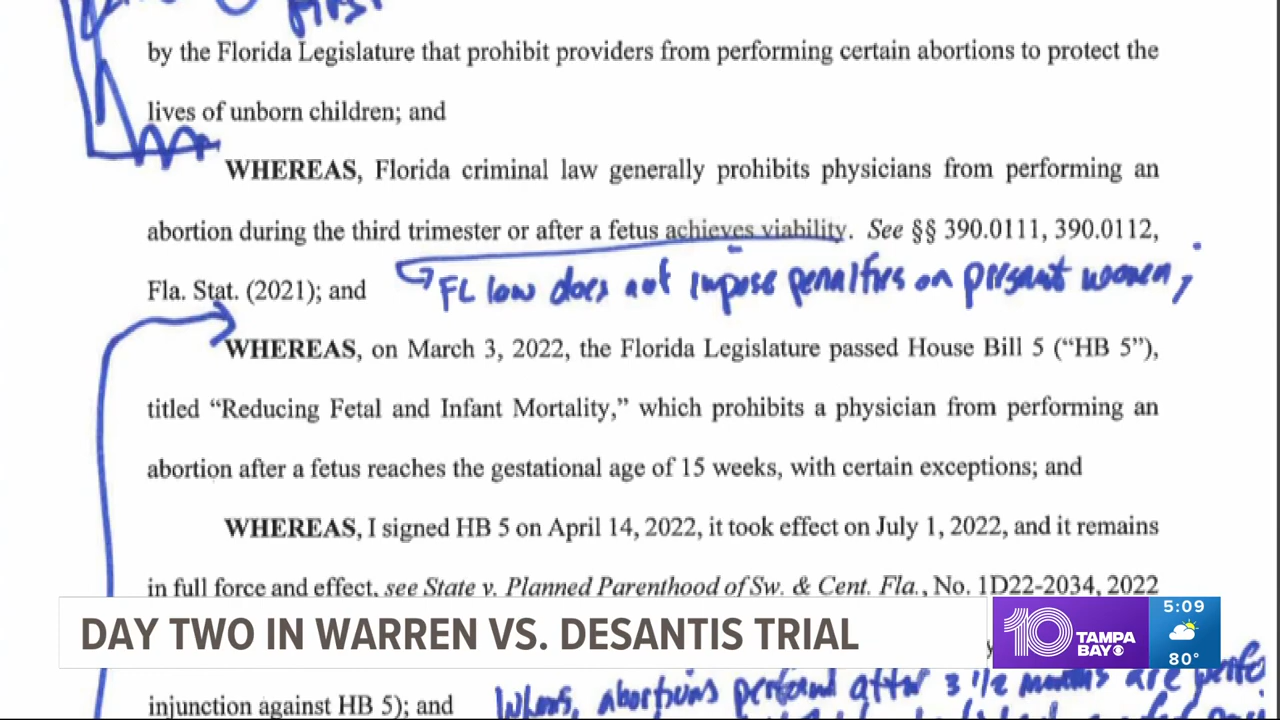 first
by the Florida Legislature that prohibit providers from performing certain abortions to protect the
lives of unborn children; and
WHEREAS, Florida criminal law generally prohibits physicians from performing an
abortion during the third trimester or after a fetus achieves viability. See §§ 390.0111, 390.0112,
Fla. Stat. (2021); and
FL law does not impose penalties on pregnant women;
WHEREAS, on March 3, 2022, the Florida Legislature passed House Bill 5 (“HB 5”),
titled “Reducing Fetal and Infant Mortality,” which prohibits a physician from performing an
abortion after a fetus reaches the gestational age of 15 weeks, with certain exceptions; and
WHEREAS, I signed HB 5 on April 14, 2022, it took effect on July 1, 2022, and it remains
in full force and effect, see State v. Planned Parenthood of Sw. & Cent. Fla., No. 1D22-2034, 2022
DAY TWO IN WARREN VS. DESANTIS TRIAL
10 TAMPA BAY
5:09
80°
injunction against HB 5); and
abortions performed after 3 1/2 months are